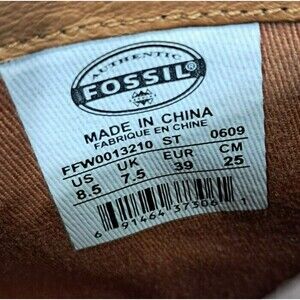 AUTHENTIC
FOSSIL®
MADE IN CHINA
FABRIQUE EN CHINE
FFW0013210 ST 0609
US UK EUR CM
8.5 7.5 39 25
6 91464 37306 1